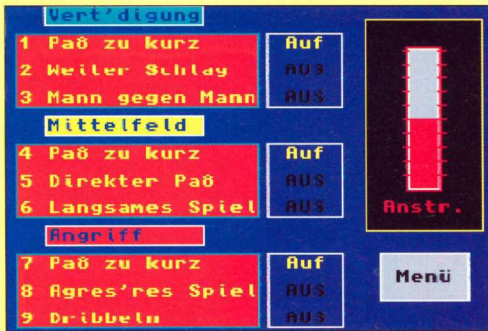 Vert'digung
1 Paß zu kurz Auf
2 Weiter Schlag AUS
3 Mann gegen Mann AUS
Mittelfeld
4 Paß zu kurz Auf
5 Direkter Paß AUS
6 Langsames Spiel AUS
Anstr.
Angriff
7 Paß zu kurz Auf
8 Agres'res Spiel AUS
9 Dribbeln AUS
Menü